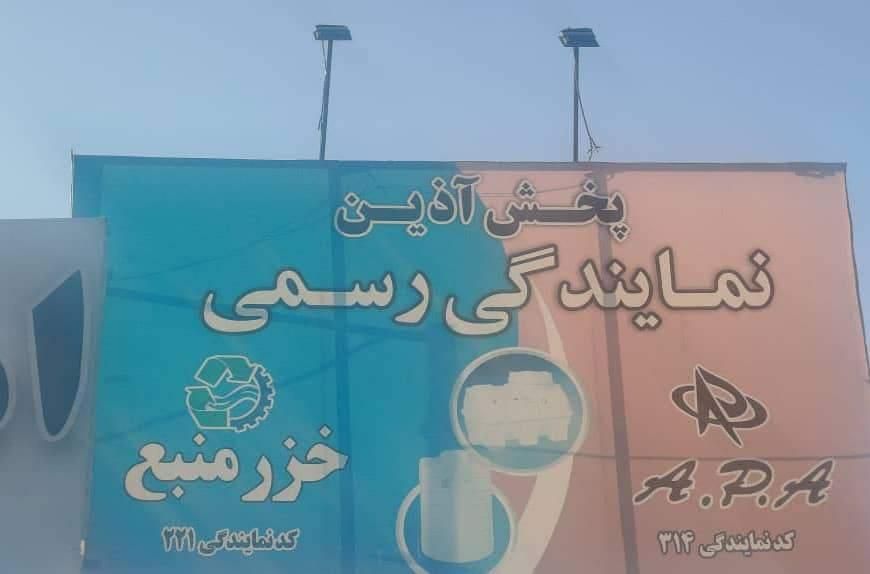 پخش آذین
نمایندگی رسمی
A.P.A
کد نمایندگی ۳۱۴
خزر منبع
کد نمایندگی ۲۲۱